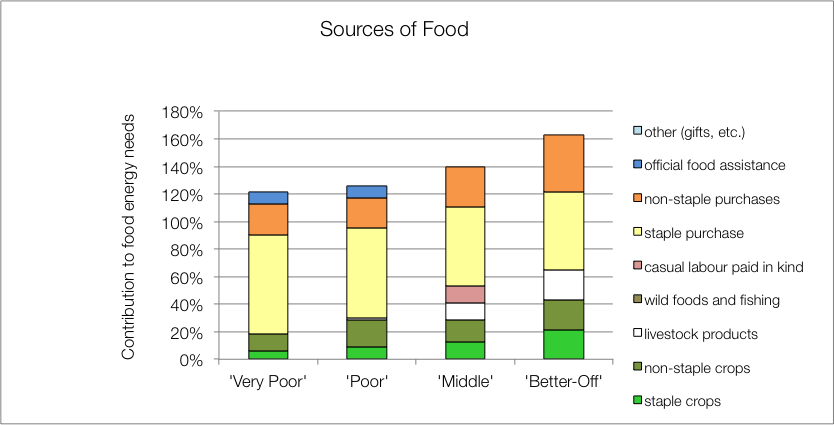 Sources of Food
Contribution to food energy needs
180%
160%
140%
120%
100%
80%
60%
40%
20%
0%
'Very Poor'
'Poor'
'Middle'
'Better-Off'
other (gifts, etc.)
official food assistance
non-staple purchases
staple purchase
casual labour paid in kind
wild foods and fishing
livestock products
non-staple crops
staple crops